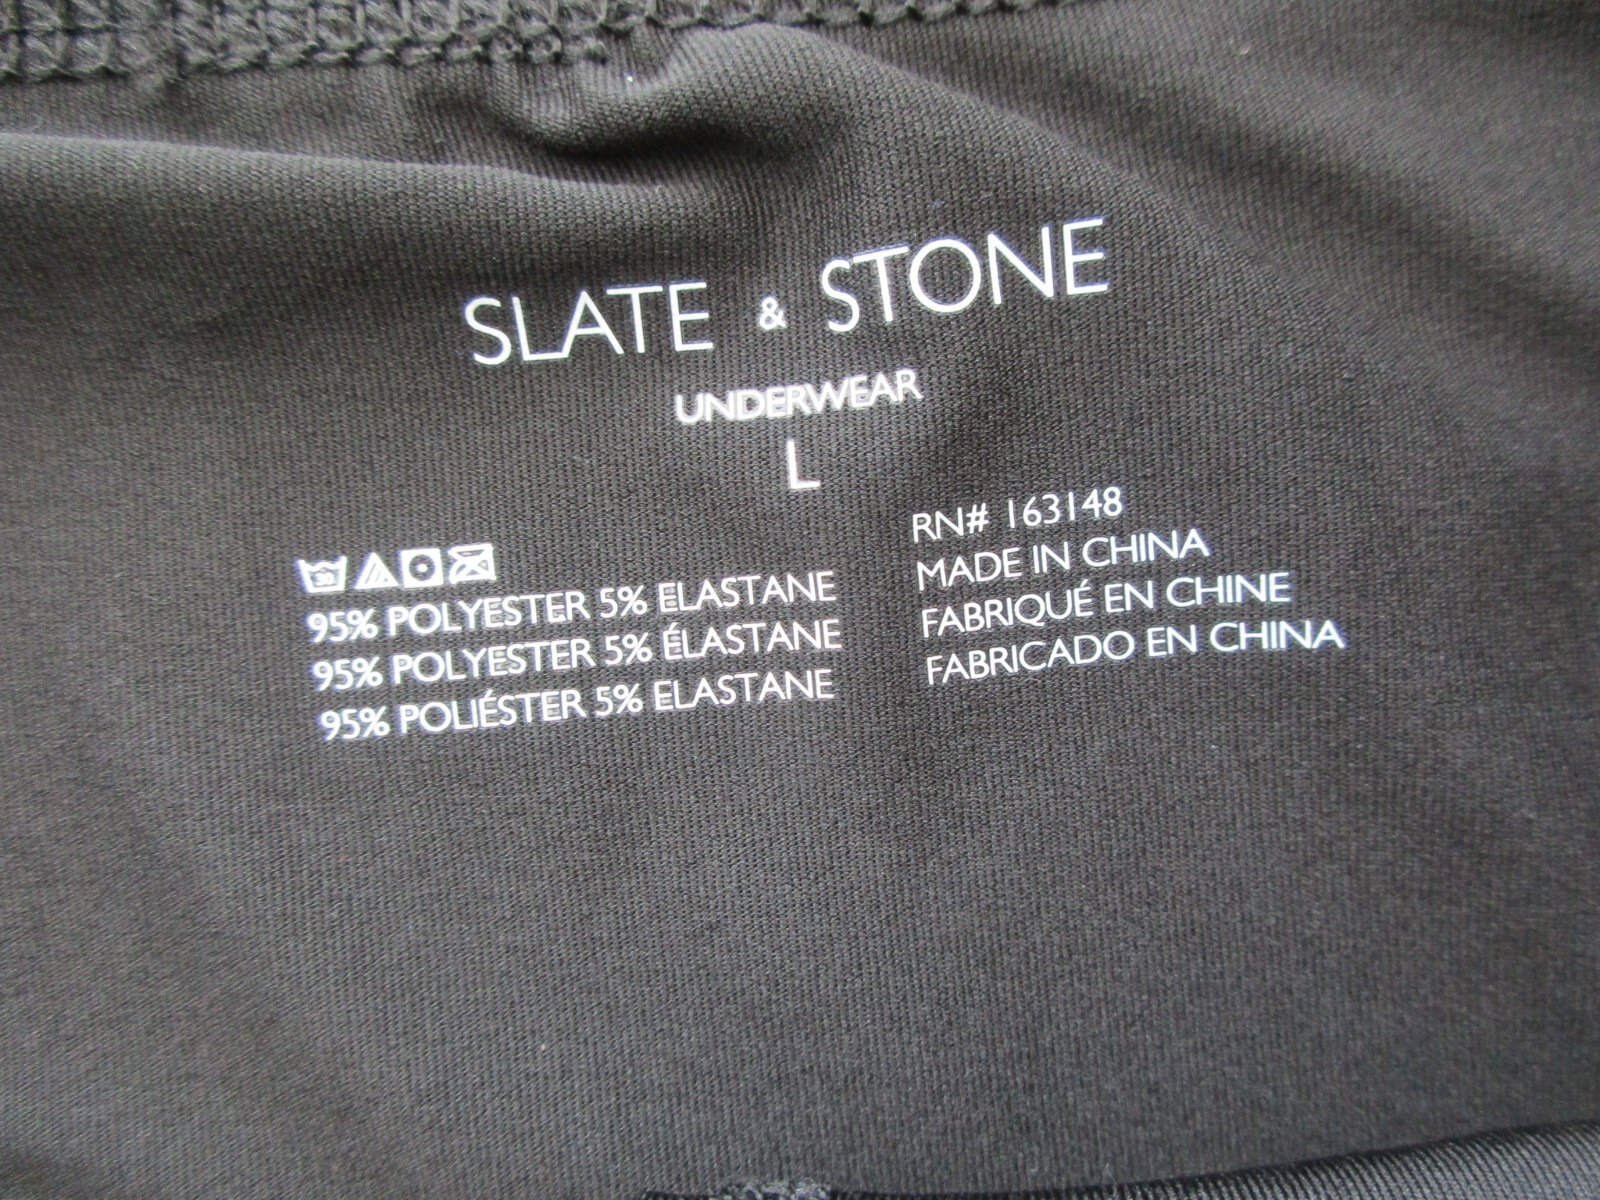 SLATE & STONE
UNDERWEAR
L
30
95% POLYESTER 5% ELASTANE
95% POLYESTER 5% ÉLASTANE
95% POLIÉSTER 5% ELASTANE
RN# 163148
MADE IN CHINA
FABRIQUÉ EN CHINE
FABRICADO EN CHINA